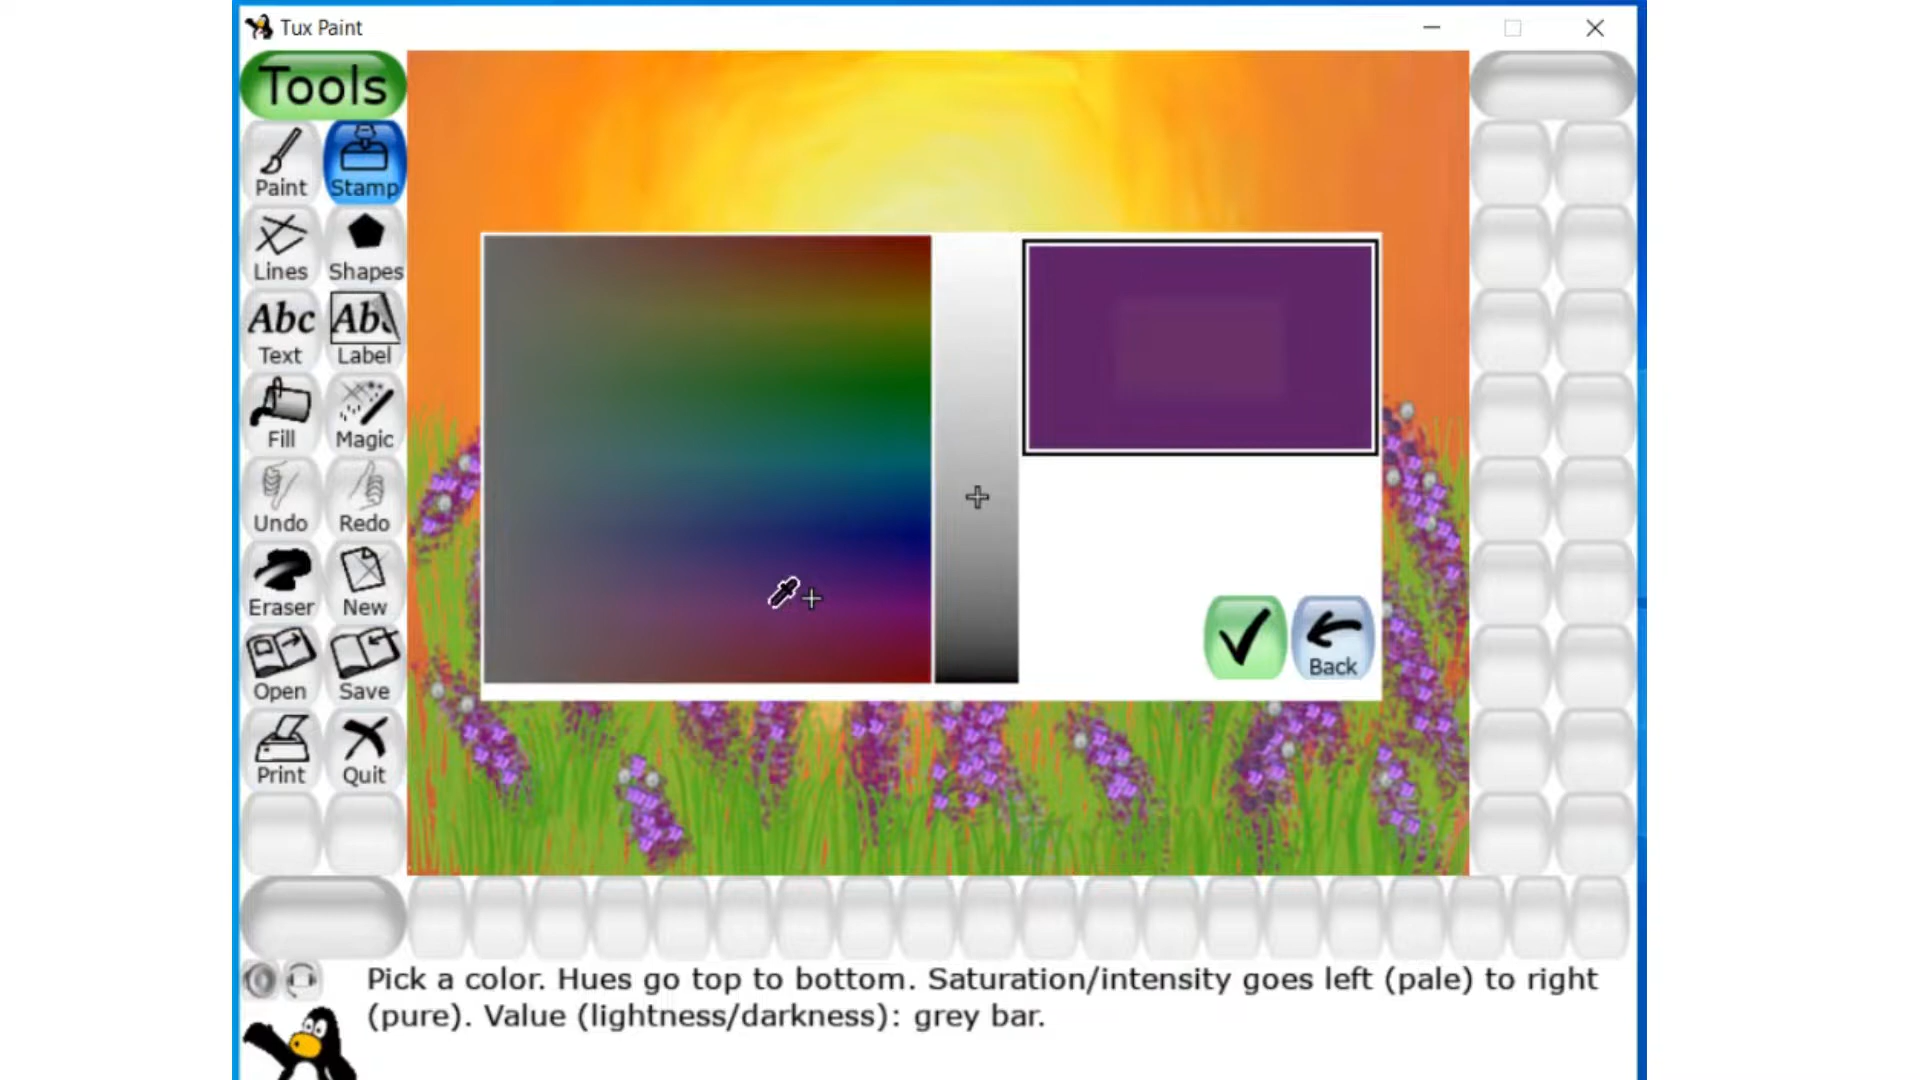 Tux Paint
Tools
Paint
Stamp
Lines
Shapes
Abc
Abc
Text
Label
Fill
Magic
Undo
Redo
Eraser
New
Open
Save
Print
Quit
Back
Pick a color. Hues go top to bottom. Saturation/intensity goes left (pale) to right
(pure). Value (lightness/darkness): grey bar.